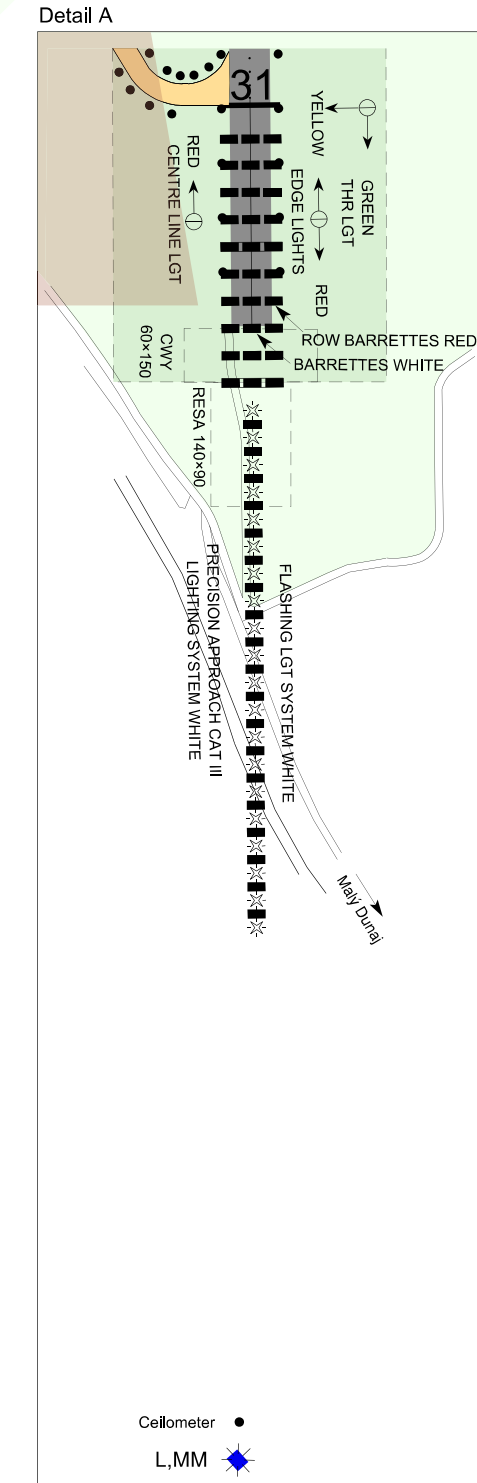 Detail A
31
YELLOW
GREEN
THR LGT
RED
CENTRE LINE LGT
EDGE LIGHTS
RED
ROW BARRETTES RED
BARRETTES WHITE
CWY
60×150
RESA 140×90
PRECISION APPROACH CAT III
LIGHTING SYSTEM WHITE
FLASHING LGT SYSTEM WHITE
Malý Dunaj
Ceilometer
L,MM